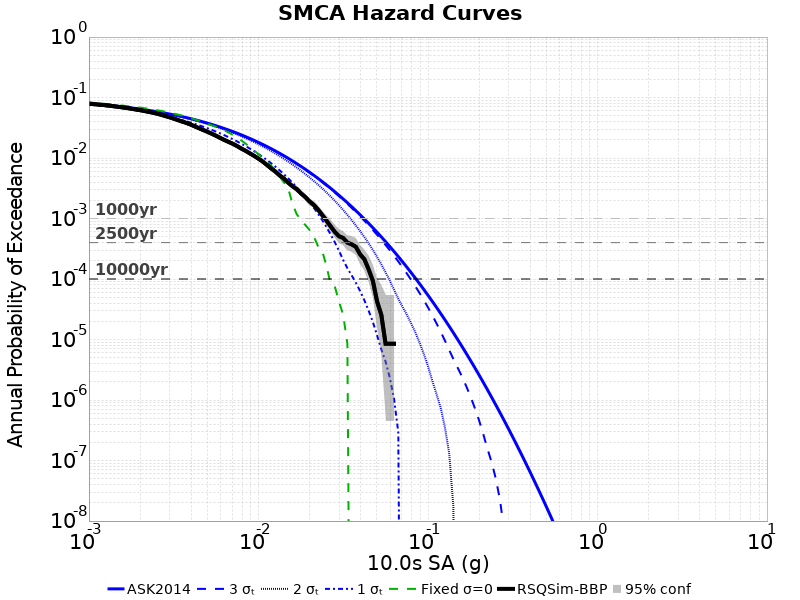 SMCA Hazard Curves
10^0
10^-1
10^-2
10^-3
10^-4
10^-5
10^-6
10^-7
10^-8
Annual Probability of Exceedance
1000yr
2500yr
10000yr
10^-3 10^-2 10^-1 10^0 10^1
10.0s SA (g)
ASK2014 3 σₜ 2 σₜ 1 σₜ Fixed σ=0 RSQSim-BBP 95% conf